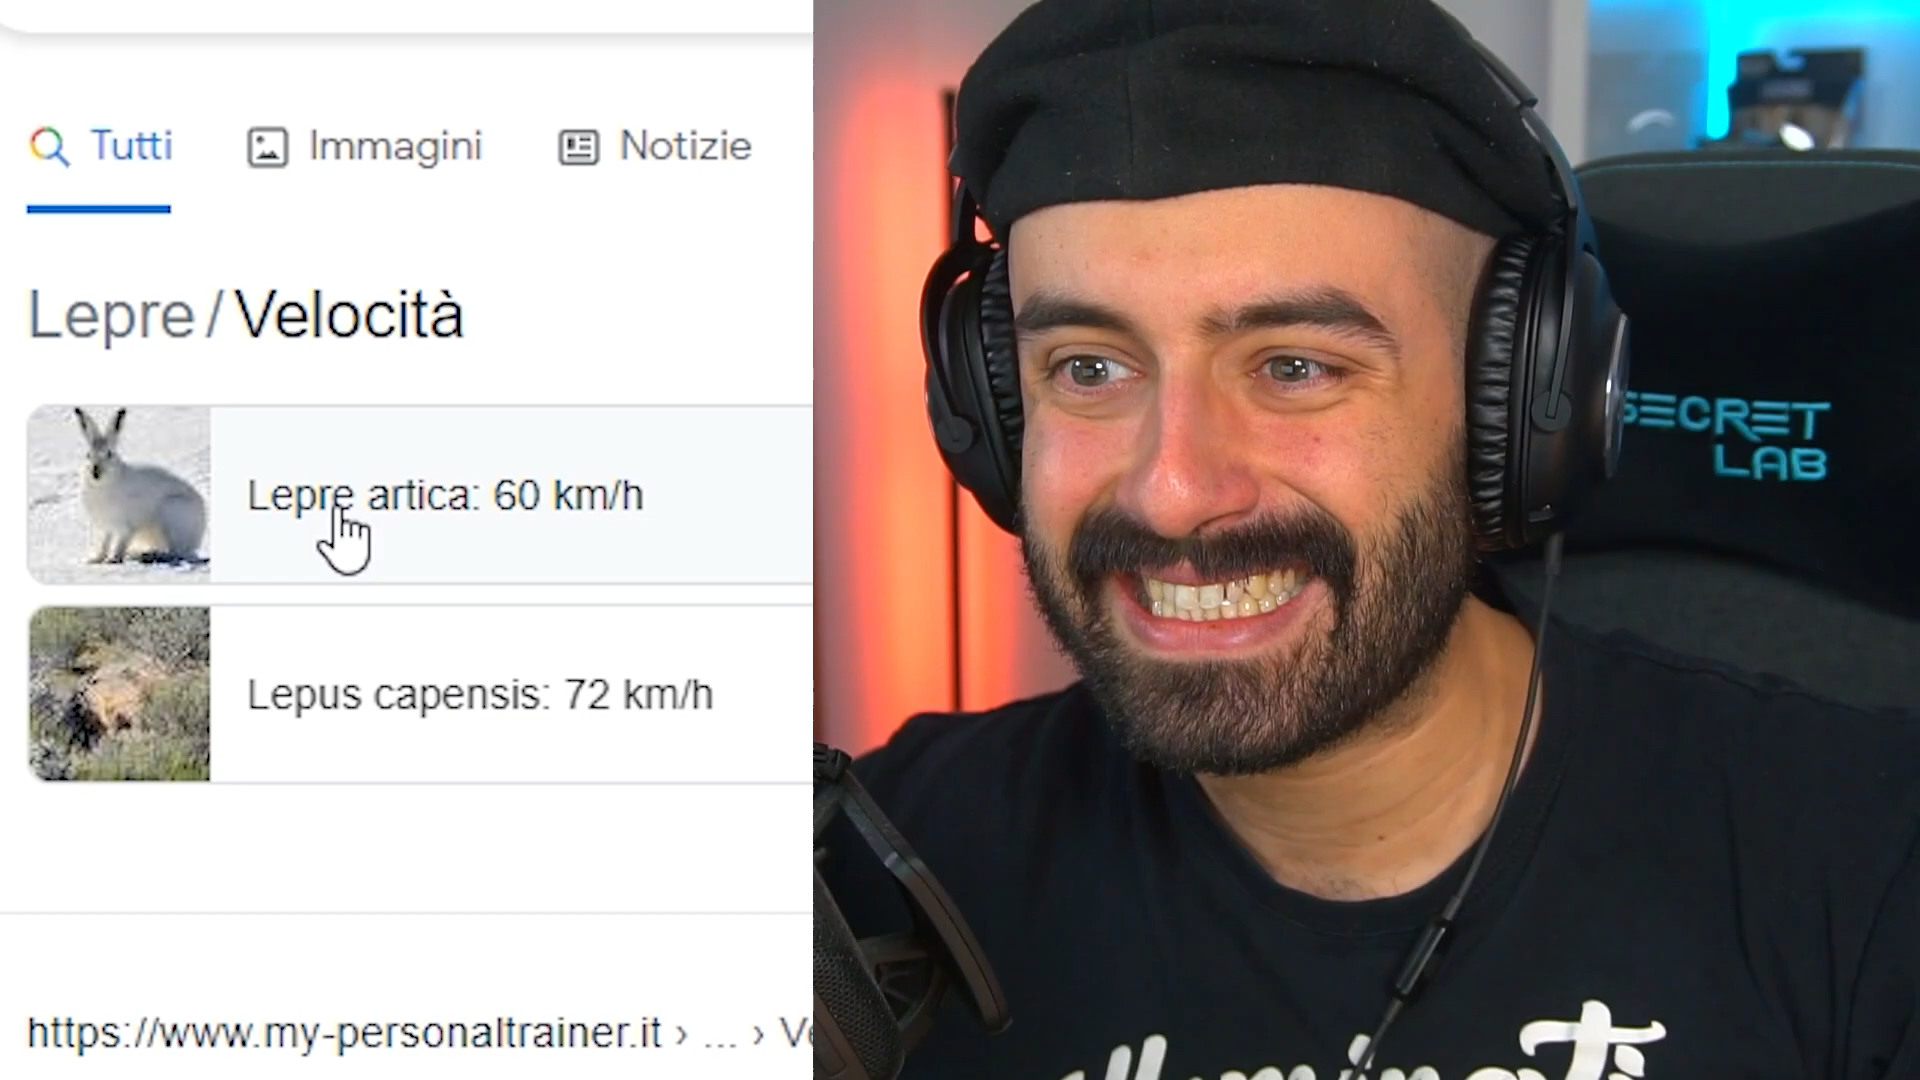 Tutti Immagini Notizie
Lepre / Velocità
Lepre artica: 60 km/h
Lepus capensis: 72 km/h
https://www.my-personaltrainer.it › ... ›
SECRET
LAB